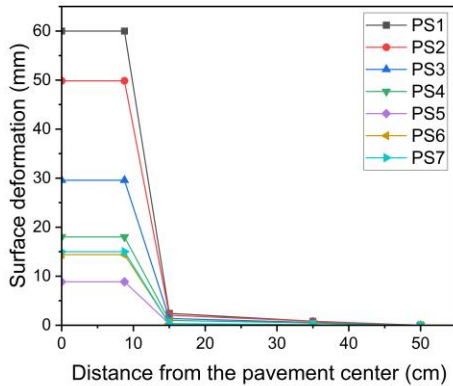 Surface deformation (mm)
60
50
40
30
20
10
0
PS1
PS2
PS3
PS4
PS5
PS6
PS7
0 10 20 30 40 50
Distance from the pavement center (cm)